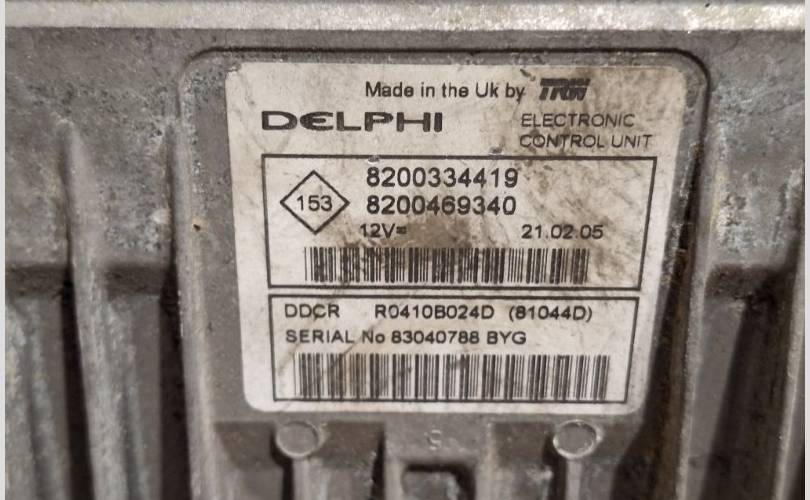 Made in the Uk by TRW
DELPHI
ELECTRONIC
CONTROL UNIT
153
8200334419
8200469340
12V=
21.02.05
DDCR R0410B024D (81044D)
SERIAL No 83040788 BYG